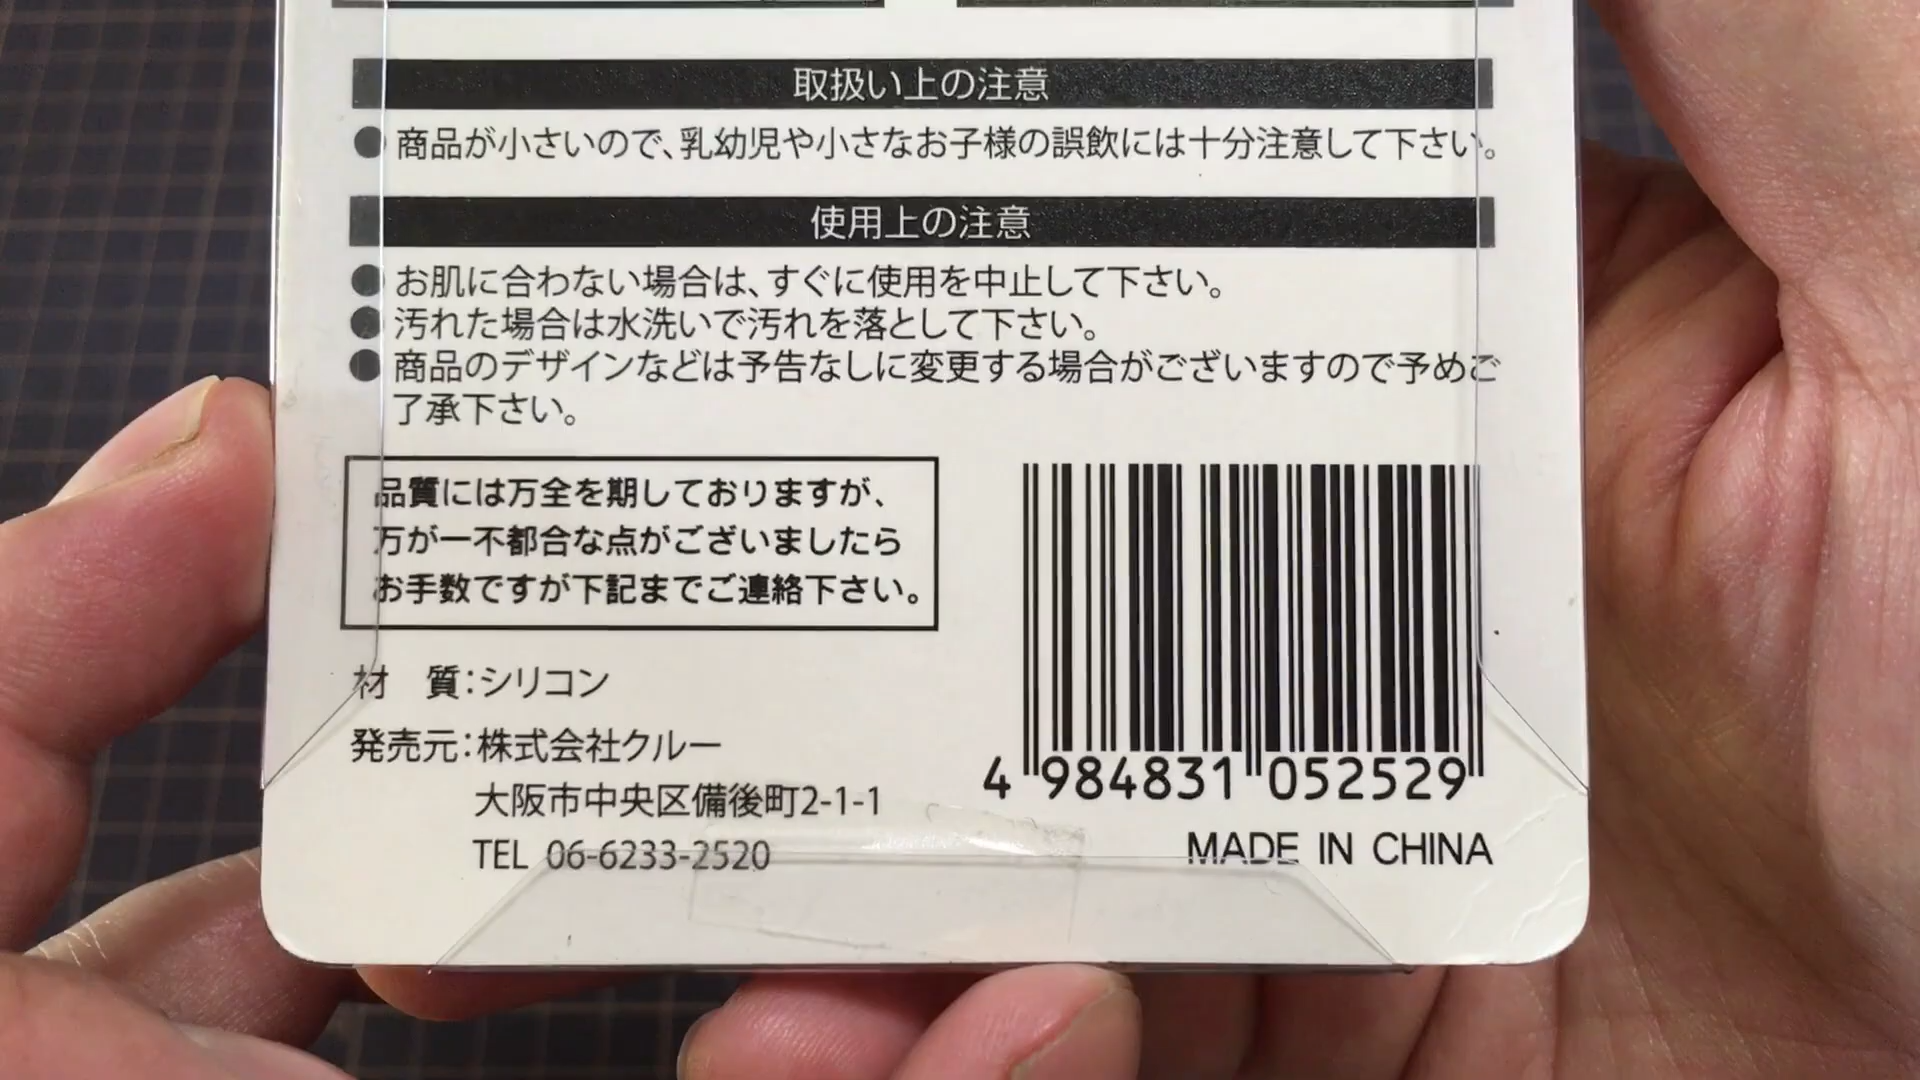 取扱い上の注意
●商品が小さいので、乳幼児や小さなお子様の誤飲には十分注意して下さい。
使用上の注意
●お肌に合わない場合は、すぐに使用を中止して下さい。
●汚れた場合は水洗いで汚れを落として下さい。
●商品のデザインなどは予告なしに変更する場合がございますので予めご
了承下さい。
品質には万全を期しておりますが、
万が一不都合な点がございましたら
お手数ですが下記までご連絡下さい。
材　質：シリコン
発売元：株式会社クルー
大阪市中央区備後町2-1-1
TEL 06-6233-2520
4 984831 052529
MADE IN CHINA